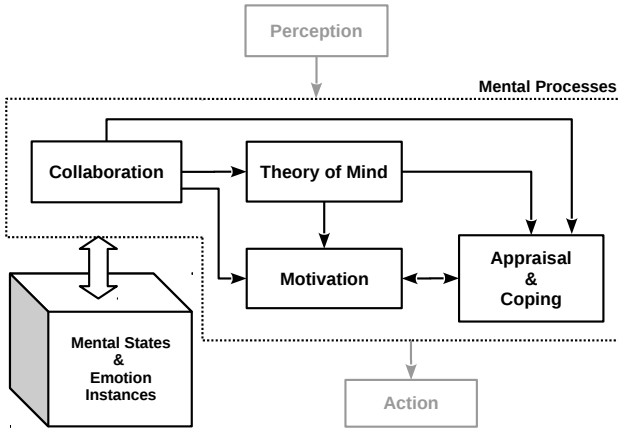 Perception
Mental Processes
Collaboration
Theory of Mind
Motivation
Appraisal
&
Coping
Mental States
&
Emotion
Instances
Action